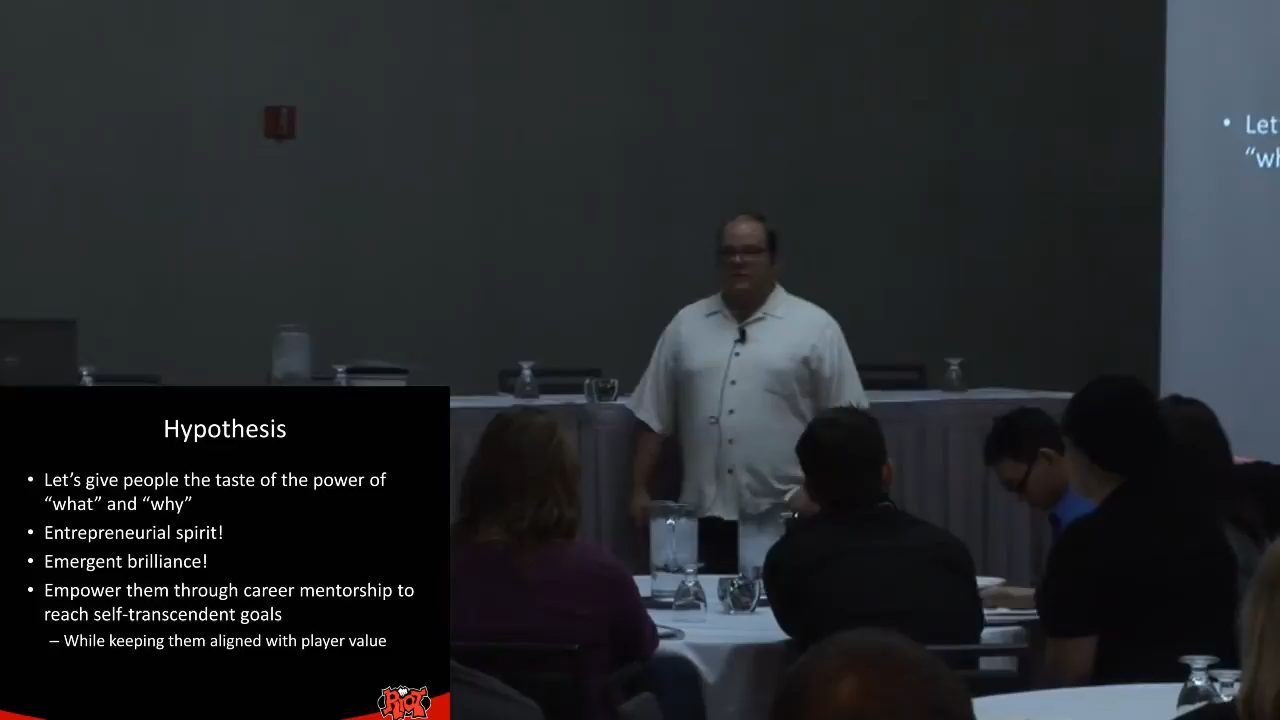 • Let
“wh
Hypothesis
• Let’s give people the taste of the power of
“what” and “why”
• Entrepreneurial spirit!
• Emergent brilliance!
• Empower them through career mentorship to
reach self-transcendent goals
– While keeping them aligned with player value
RIOT